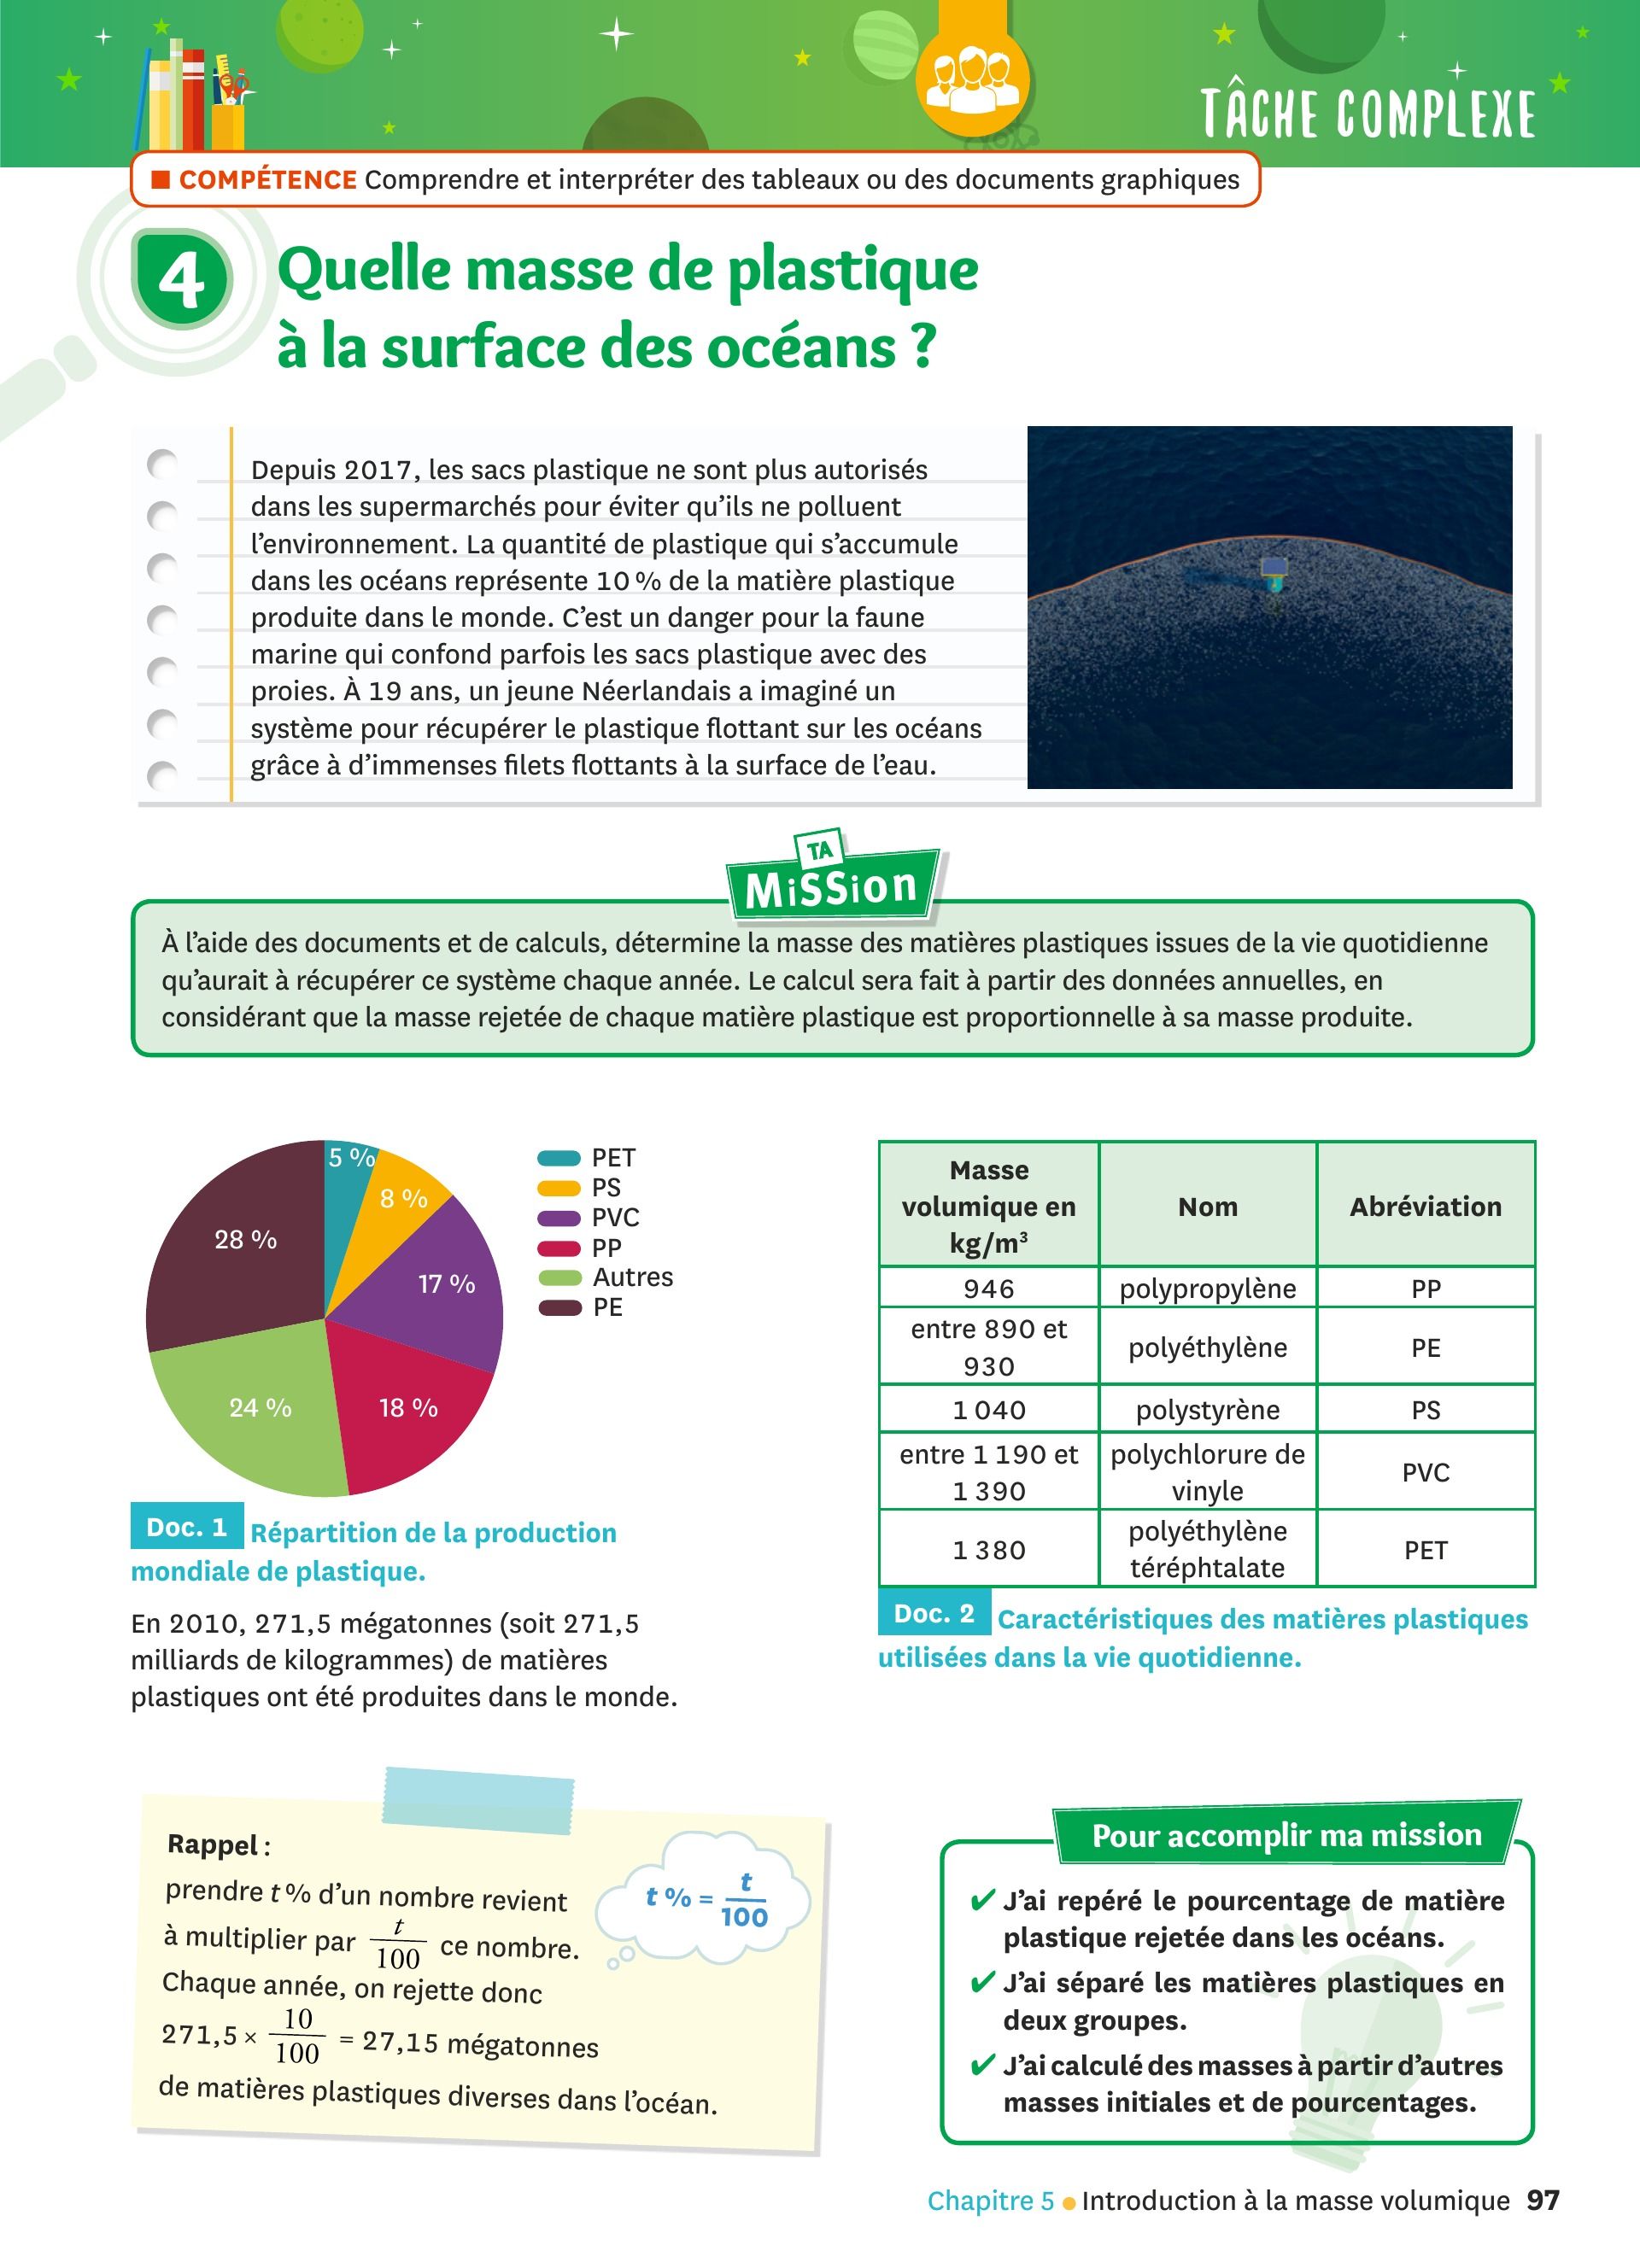 TÂCHE COMPLEXE
■ COMPÉTENCE Comprendre et interpréter des tableaux ou des documents graphiques
4
Quelle masse de plastique
à la surface des océans ?
Depuis 2017, les sacs plastique ne sont plus autorisés
dans les supermarchés pour éviter qu’ils ne polluent
l’environnement. La quantité de plastique qui s’accumule
dans les océans représente 10 % de la matière plastique
produite dans le monde. C’est un danger pour la faune
marine qui confond parfois les sacs plastique avec des
proies. À 19 ans, un jeune Néerlandais a imaginé un
système pour récupérer le plastique flottant sur les océans
grâce à d’immenses filets flottants à la surface de l’eau.
TA
MiSSion
À l’aide des documents et de calculs, détermine la masse des matières plastiques issues de la vie quotidienne
qu’aurait à récupérer ce système chaque année. Le calcul sera fait à partir des données annuelles, en
considérant que la masse rejetée de chaque matière plastique est proportionnelle à sa masse produite.
5 %
8 %
17 %
18 %
24 %
28 %
PET
PS
PVC
PP
Autres
PE
Doc. 1 Répartition de la production
mondiale de plastique.
En 2010, 271,5 mégatonnes (soit 271,5
milliards de kilogrammes) de matières
plastiques ont été produites dans le monde.
Masse
volumique en
kg/m³
Nom
Abréviation
946
polypropylène
PP
entre 890 et
930
polyéthylène
PE
1 040
polystyrène
PS
entre 1 190 et
1 390
polychlorure de
vinyle
PVC
1 380
polyéthylène
téréphtalate
PET
Doc. 2 Caractéristiques des matières plastiques
utilisées dans la vie quotidienne.
Rappel :
prendre t % d’un nombre revient
à multiplier par t/100 ce nombre.
Chaque année, on rejette donc
271,5 × 10/100 = 27,15 mégatonnes
de matières plastiques diverses dans l’océan.
t % = t/100
Pour accomplir ma mission
✔ J’ai repéré le pourcentage de matière
plastique rejetée dans les océans.
✔ J’ai séparé les matières plastiques en
deux groupes.
✔ J’ai calculé des masses à partir d’autres
masses initiales et de pourcentages.
Chapitre 5 ● Introduction à la masse volumique 97